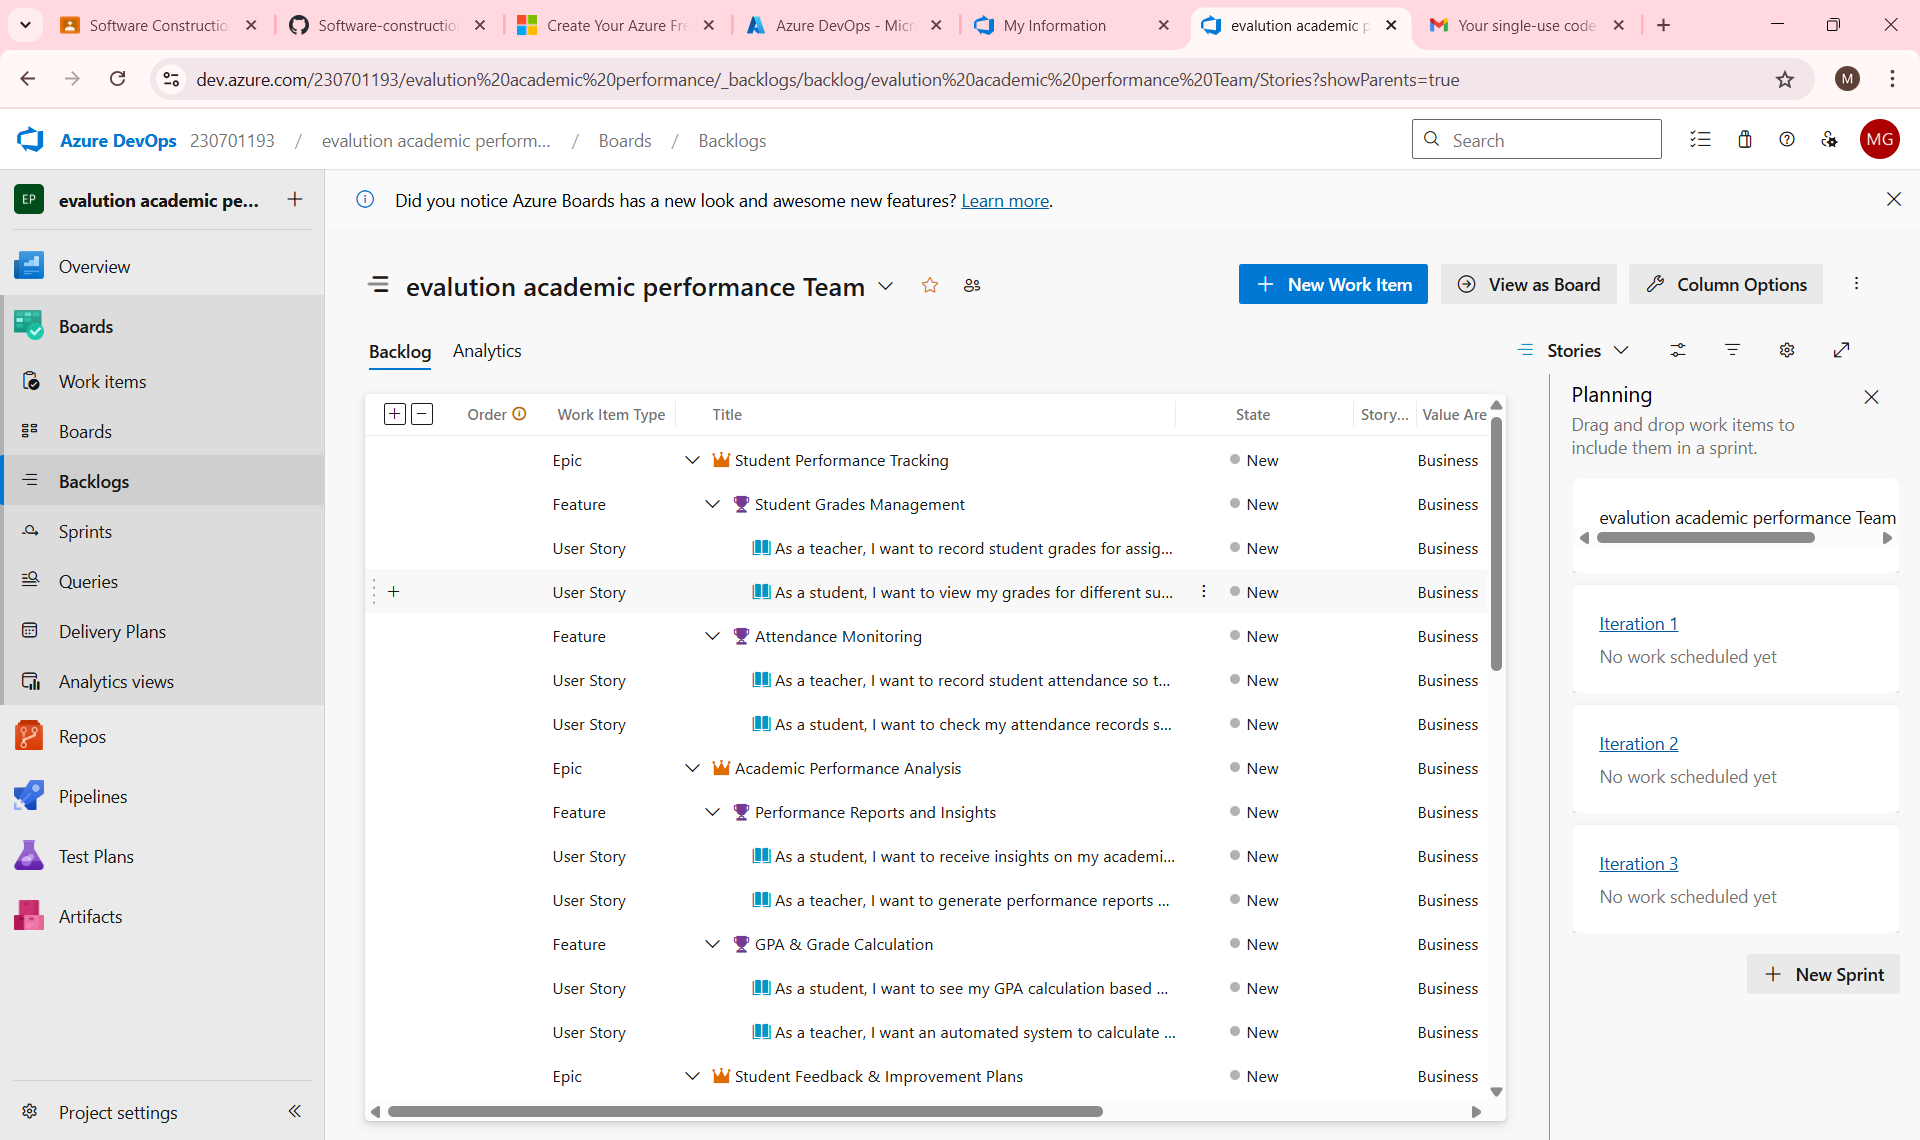 Software Constructio
Software-constructio
Create Your Azure Fre
Azure DevOps - Micr
My Information
evalution academic p
Your single-use code
dev.azure.com/230701193/evalution%20academic%20performance/_backlogs/backlog/evalution%20academic%20performance%20Team/Stories?showParents=true
M
Azure DevOps 230701193 / evalution academic perform... / Boards / Backlogs
Search
MG
EP evalution academic pe...
Did you notice Azure Boards has a new look and awesome new features? Learn more.
Overview
Boards
Work items
Boards
Backlogs
Sprints
Queries
Delivery Plans
Analytics views
Repos
Pipelines
Test Plans
Artifacts
Project settings
evalution academic performance Team
New Work Item
View as Board
Column Options
Backlog Analytics
Stories
Order Work Item Type Title State Story... Value Are
Epic Student Performance Tracking New Business
Feature Student Grades Management New Business
User Story As a teacher, I want to record student grades for assig... New Business
User Story As a student, I want to view my grades for different su... New Business
Feature Attendance Monitoring New Business
User Story As a teacher, I want to record student attendance so t... New Business
User Story As a student, I want to check my attendance records s... New Business
Epic Academic Performance Analysis New Business
Feature Performance Reports and Insights New Business
User Story As a student, I want to receive insights on my academi... New Business
User Story As a teacher, I want to generate performance reports ... New Business
Feature GPA & Grade Calculation New Business
User Story As a student, I want to see my GPA calculation based ... New Business
User Story As a teacher, I want an automated system to calculate ... New Business
Epic Student Feedback & Improvement Plans New Business
Planning
Drag and drop work items to
include them in a sprint.
evalution academic performance Team
Iteration 1
No work scheduled yet
Iteration 2
No work scheduled yet
Iteration 3
No work scheduled yet
New Sprint